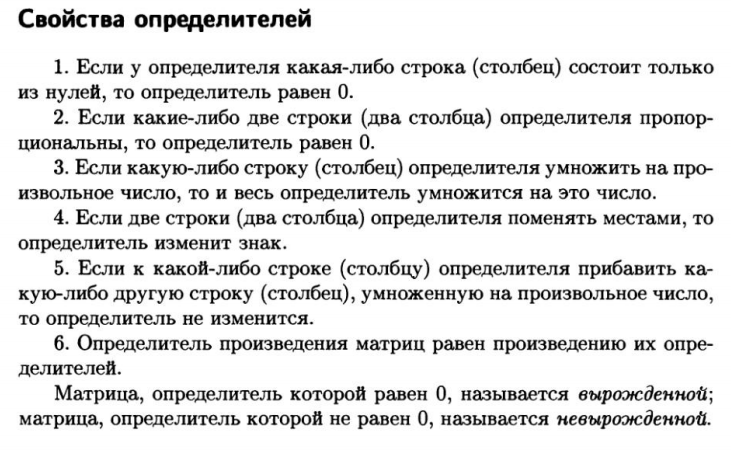 Свойства определителей
1. Если у определителя какая-либо строка (столбец) состоит только
из нулей, то определитель равен 0.
2. Если какие-либо две строки (два столбца) определителя пропор-
циональны, то определитель равен 0.
3. Если какую-либо строку (столбец) определителя умножить на про-
извольное число, то и весь определитель умножится на это число.
4. Если две строки (два столбца) определителя поменять местами, то
определитель изменит знак.
5. Если к какой-либо строке (столбцу) определителя прибавить ка-
кую-либо другую строку (столбец), умноженную на произвольное число,
то определитель не изменится.
6. Определитель произведения матриц равен произведению их опре-
делителей.
Матрица, определитель которой равен 0, называется вырожденной;
матрица, определитель которой не равен 0, называется невырожденной.